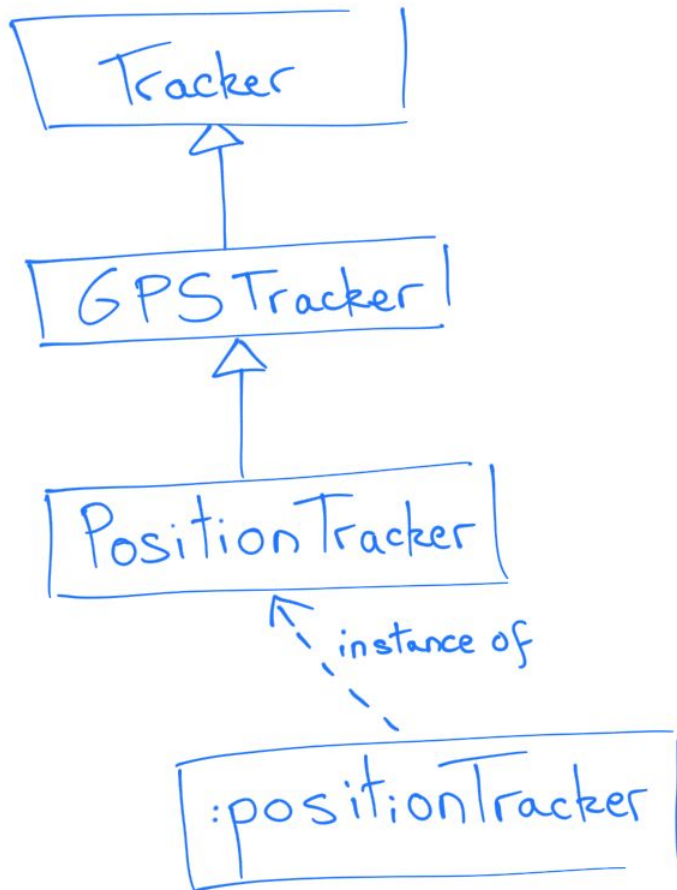 Tracker
GPSTracker
PositionTracker
instance of
:positionTracker